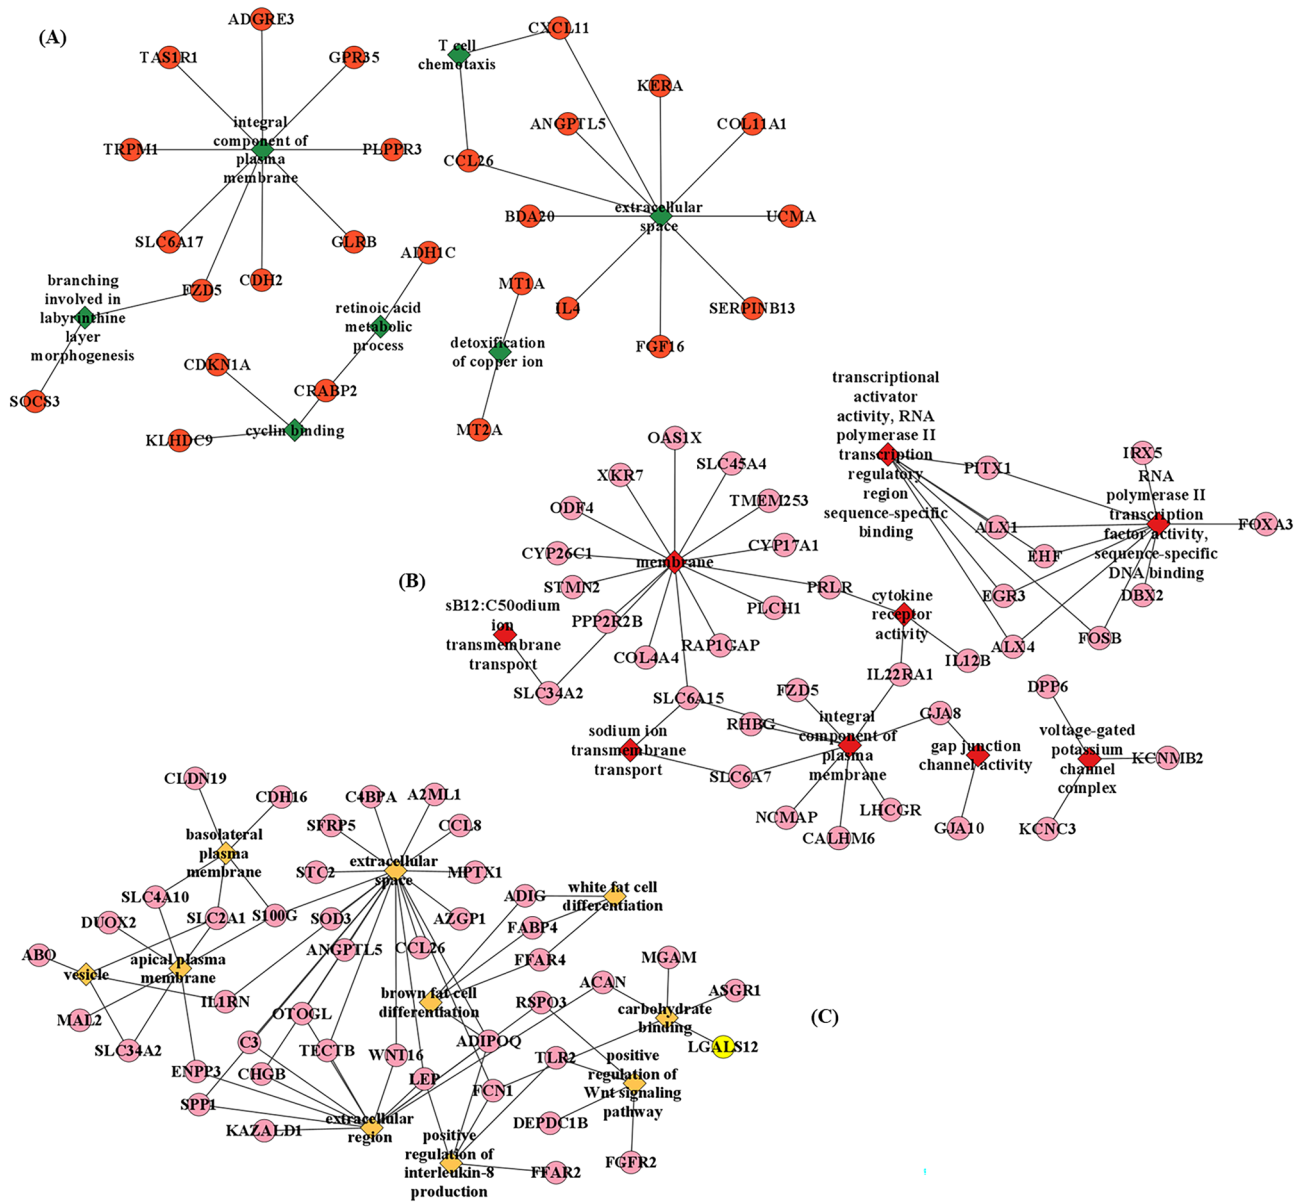 (A)
ADGRE3
TAS1R1
GPR35
integral
component of
plasma
membrane
TRPM1
PLPPR3
SLC6A17
GLRB
FZD5
CDH2
branching
involved in
labyrinthine
layer
morphogenesis
SOCS3
ADH1C
retinoic acid
metabolic
process
CDKN1A
CRABP2
KLHDC9
cyclin binding
T cell
chemotaxis
CXCL11
KERA
ANGPTL5
COL11A1
CCL26
BDA20
extracellular
space
UCMA
IL4
SERPINB13
FGF16
MT1A
detoxification
of copper ion
MT2A
(B)
OAS1X
XKR7
SLC45A4
ODF4
TMEM253
CYP26C1
CYP17A1
membrane
STMN2
PRLR
PLCH1
PPP2R2B
RAP1GAP
COL4A4
sB12:C50odium
ion
transmembrane
transport
SLC34A2
SLC6A15
cytokine
receptor
activity
IL12B
IL22RA1
transcriptional
activator
activity, RNA
polymerase II
transcription
regulatory
region
sequence-specific
binding
PITX1
IRX5
RNA
polymerase II
transcription
factor activity,
sequence-specific
DNA binding
FOXA3
ALX1
EHF
EGR3
DBX2
FOSB
ALX4
FZD5
RHBG
integral
component of
plasma
membrane
GJA8
sodium ion
transmembrane
transport
SLC6A7
NCMAP
CALHM6
LHCGR
gap junction
channel activity
GJA10
DPP6
voltage-gated
potassium
channel
complex
KCNMB2
KCNC3
(C)
CLDN19
CDH16
basolateral
plasma
membrane
C4BPA
A2ML1
SFRP5
CCL8
extracellular
space
STC2
MPTX1
SLC4A10
DUOX2
SLC2A1
S100G
SOD3
AZGP1
ANGPTL5
CCL26
ABO
vesicle
apical plasma
membrane
IL1RN
MAL2
SLC34A2
ADIG
white fat cell
differentiation
FABP4
FFAR4
brown fat cell
differentiation
MGAM
ACAN
ASGR1
RSPO3
carbohydrate
binding
LGALS12
OTOGL
C3
TECTB
WNT16
ADIPOQ
TLR2
positive
regulation of
Wnt signaling
pathway
ENPP3
CHGB
LEP
FCN1
SPP1
KAZALD1
extracellular
region
DEPDC1B
positive
regulation of
interleukin-8
production
FFAR2
FGFR2